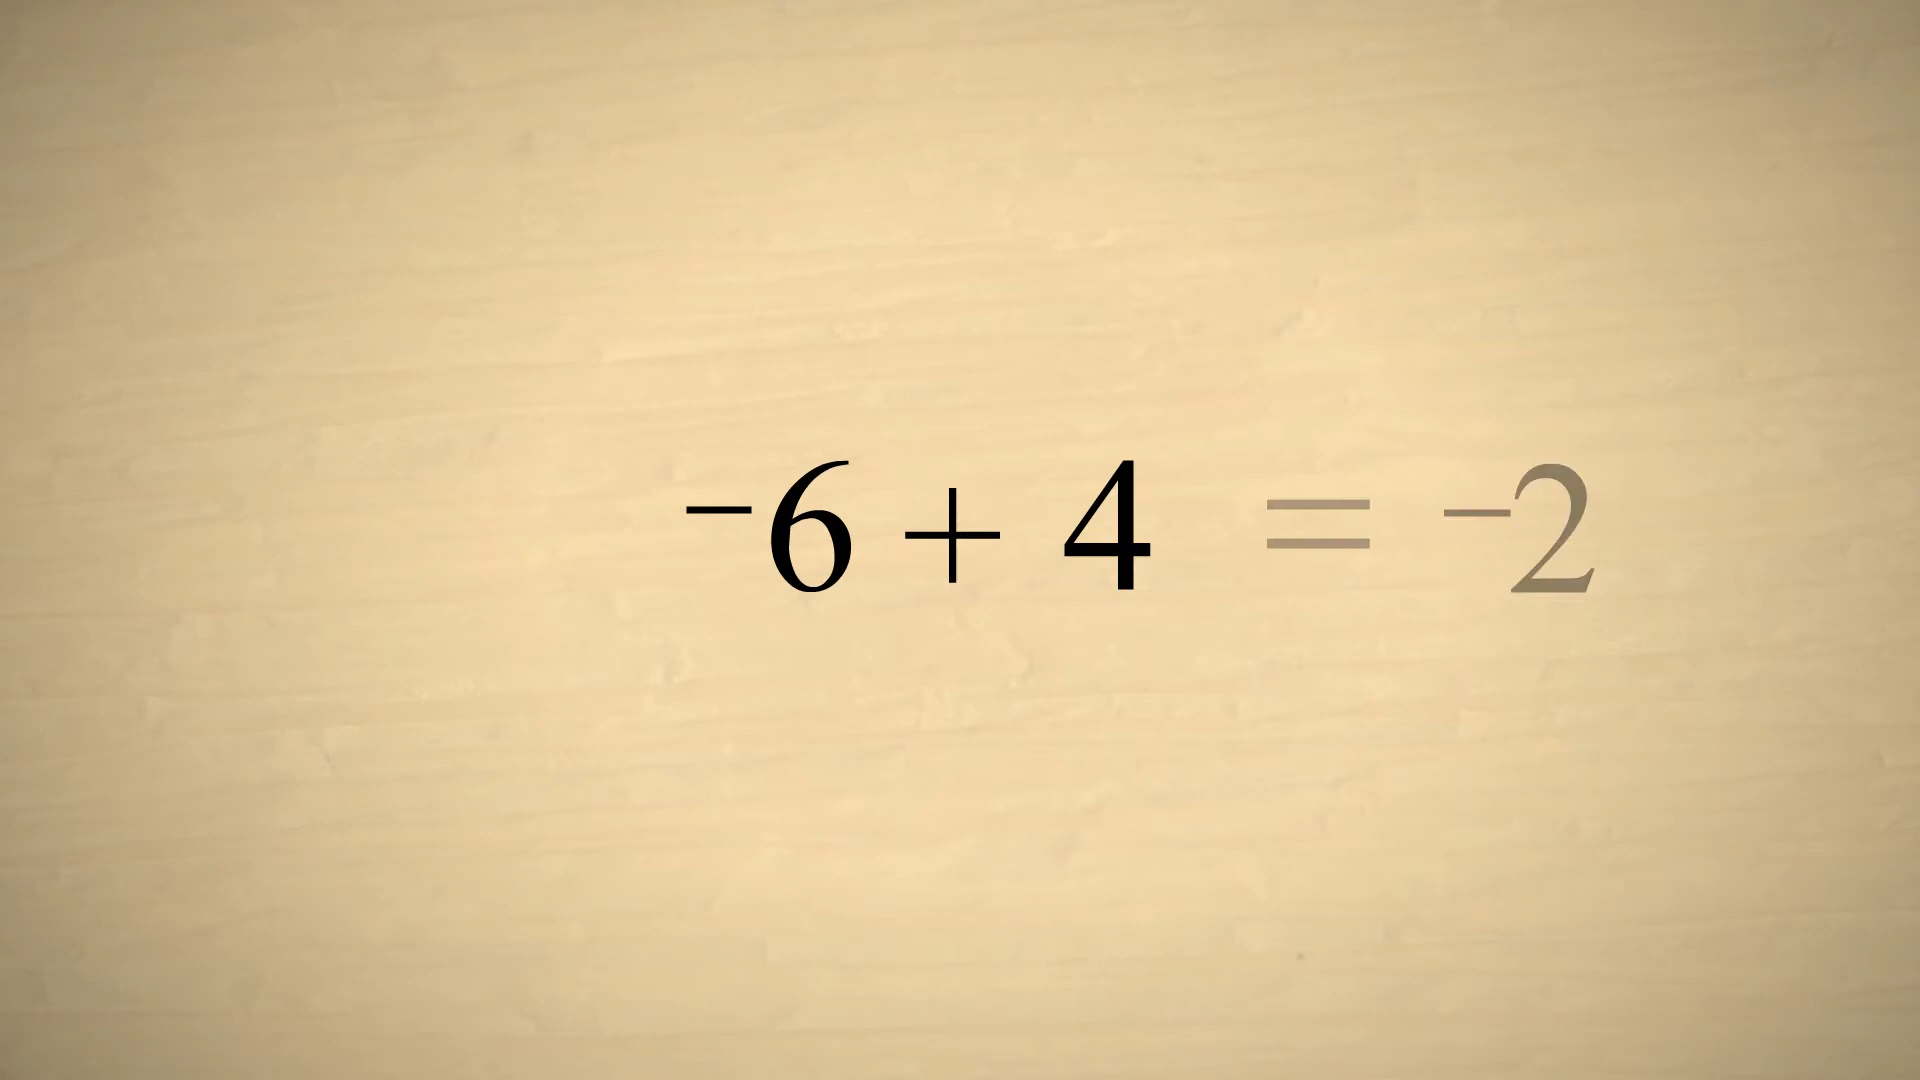 ⁻6 + 4 = ⁻2